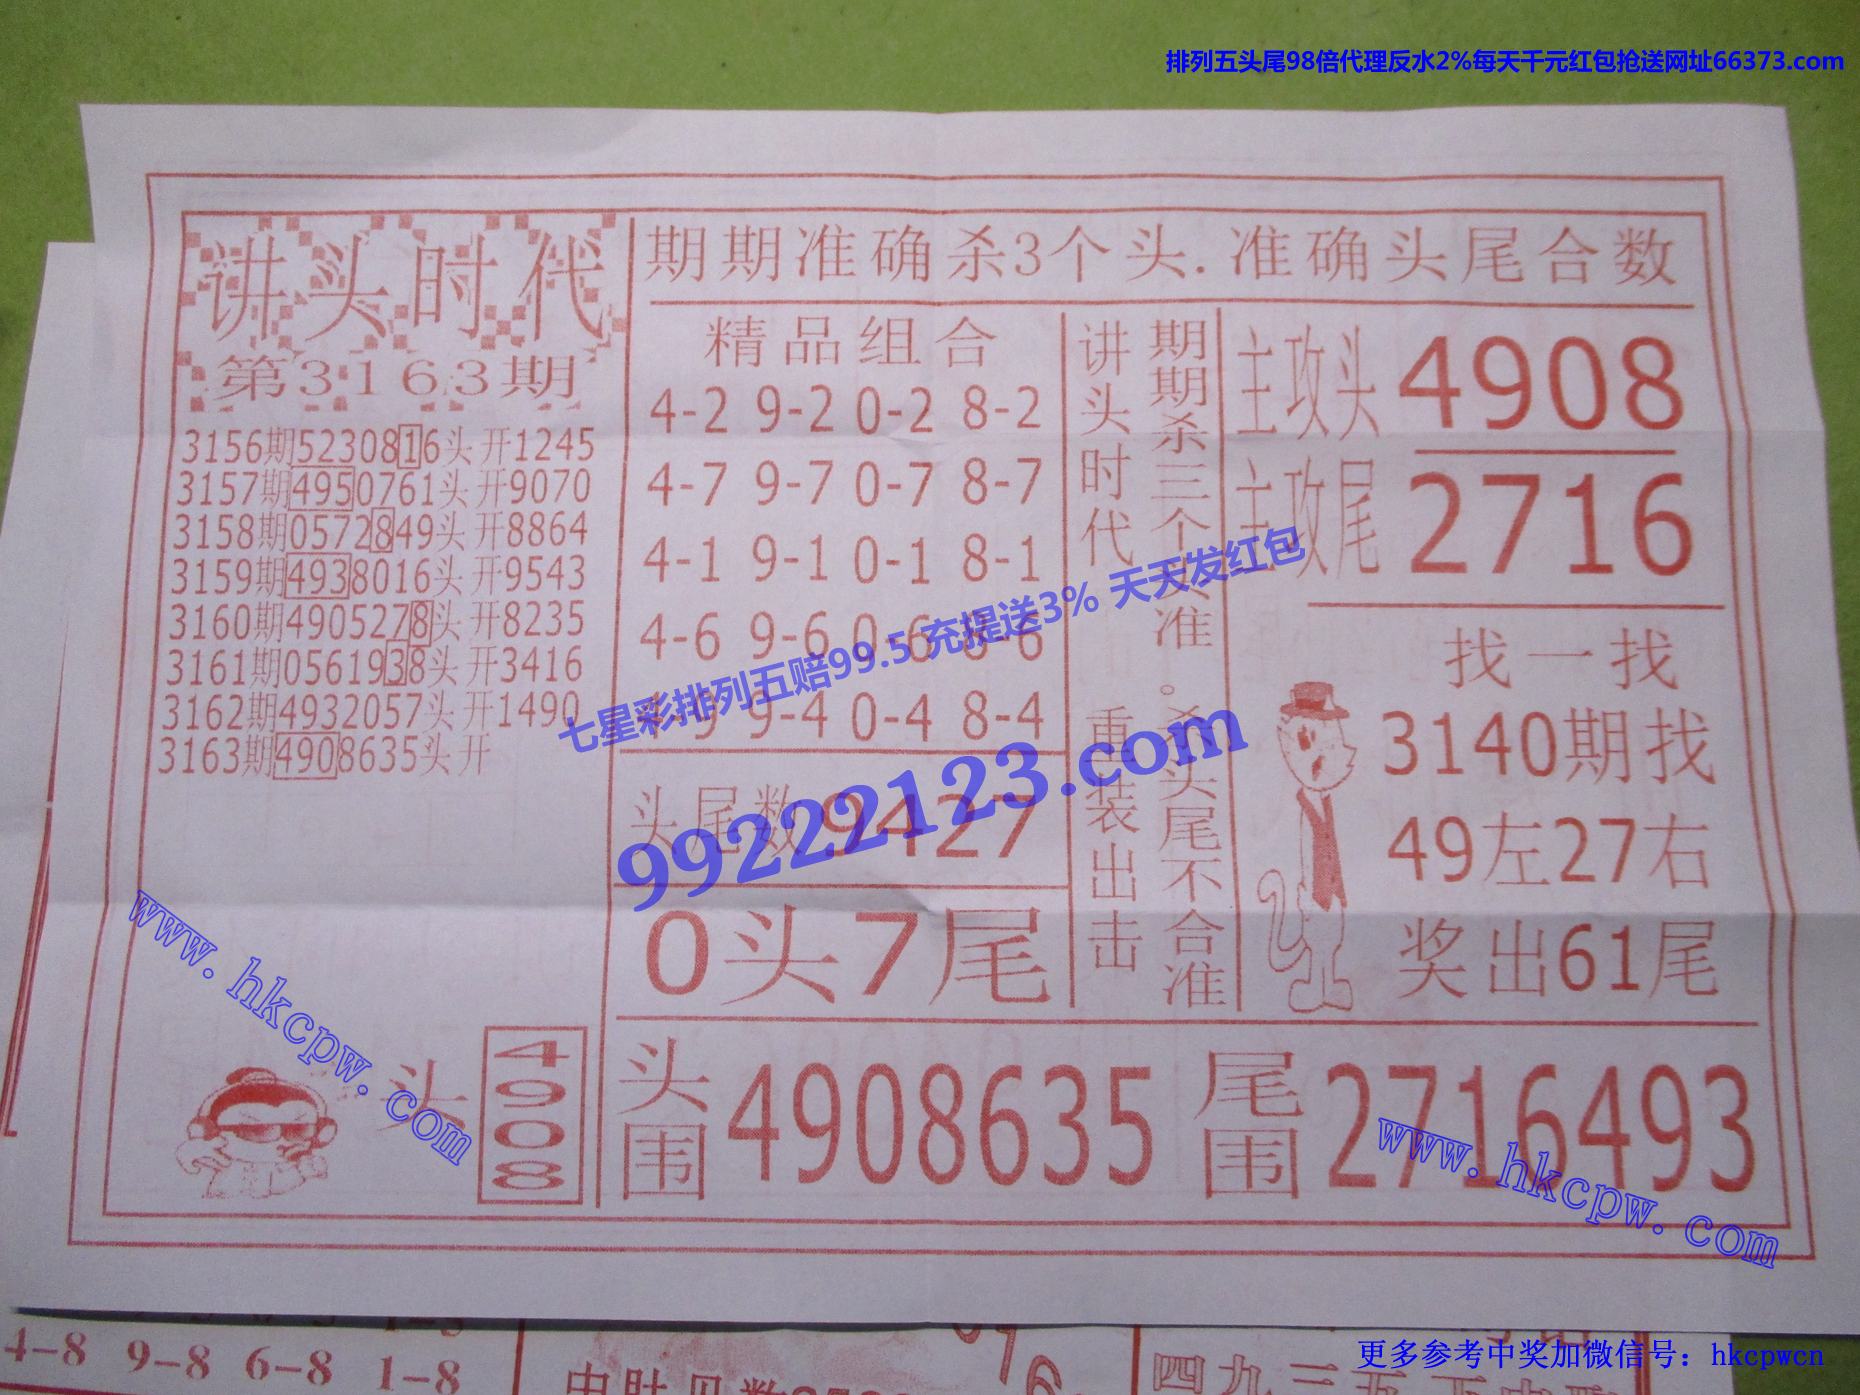 排列五头尾98倍代理反水2%每天千元红包抢送网址66373.com
讲头时代
第3163期
3156期5230816头开1245
3157期4950761头开9070
3158期0572849头开8864
3159期4938016头开9543
3160期4905278头开8235
3161期0561938头开3416
3162期4932057头开1490
3163期4908635头开
头
4908
期期准确杀3个头.准确头尾合数
精品组合
4-2 9-2 0-2 8-2
4-7 9-7 0-7 8-7
4-1 9-1 0-1 8-1
4-6 9-6 0-6 8-6
9-4 0-4 8-4
头尾数9427
0头7尾
讲头时代
重装出击
期期杀三个头准。杀头尾不合准
主攻头
4908
主攻尾
2716
找一找
3140期找
49左27右
奖出61尾
头围
4908635
尾围
2716493
七星彩排列五赔99.5充提送3% 天天发红包
99222123.com
www.hkcpw.com
www.hkcpw.com
4-8 9-8 6-8 1-8
更多参考中奖加微信号：hkcpwcn